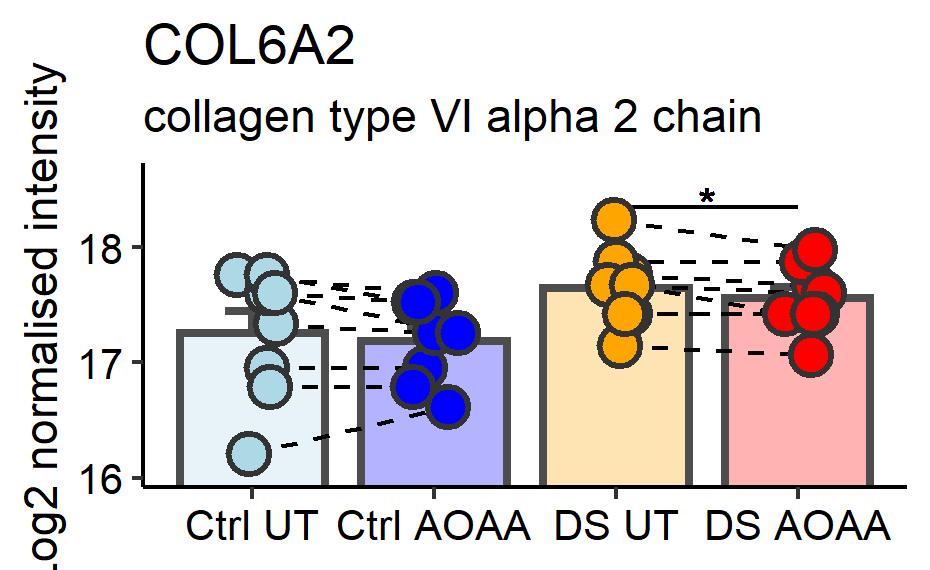 COL6A2
collagen type VI alpha 2 chain
Log2 normalised intensity
*
18
17
16
Ctrl UT Ctrl AOAA DS UT DS AOAA